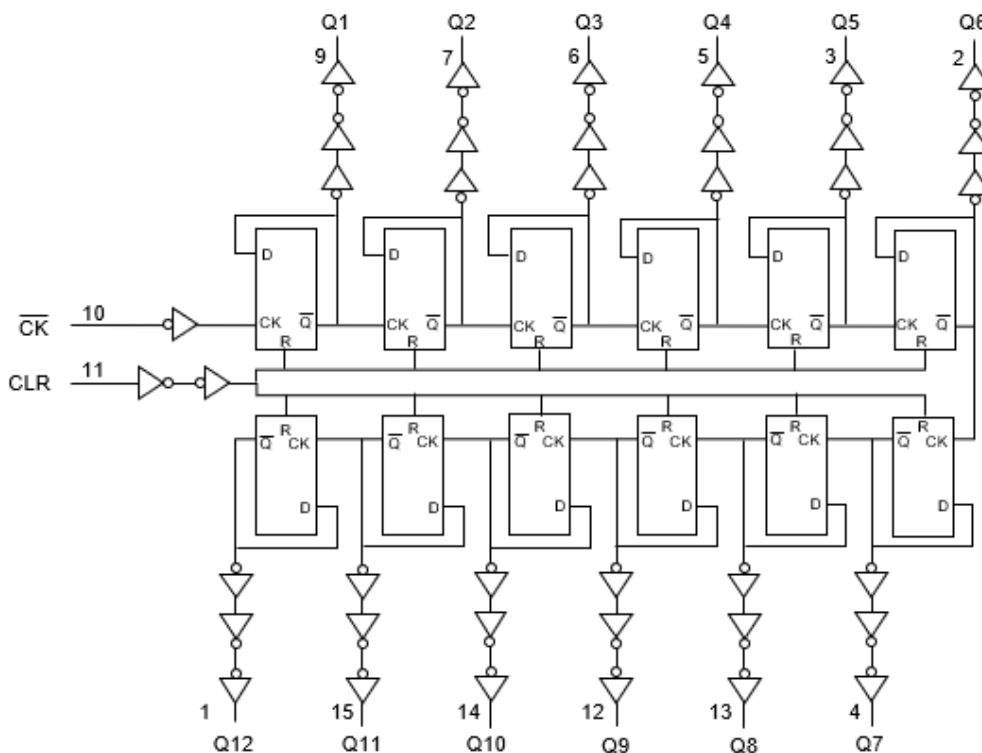 Q1 Q2 Q3 Q4 Q5 Q6
9 7 6 5 3 2
D D D D D D
C̅K̅ 10 CK Q̅ CK Q̅ CK Q̅ CK Q̅ CK Q̅ CK Q̅
R R R R R R
CLR 11
R R R R R R
Q̅ CK Q̅ CK Q̅ CK Q̅ CK Q̅ CK Q̅ CK
D D D D D D
1 15 14 12 13 4
Q12 Q11 Q10 Q9 Q8 Q7